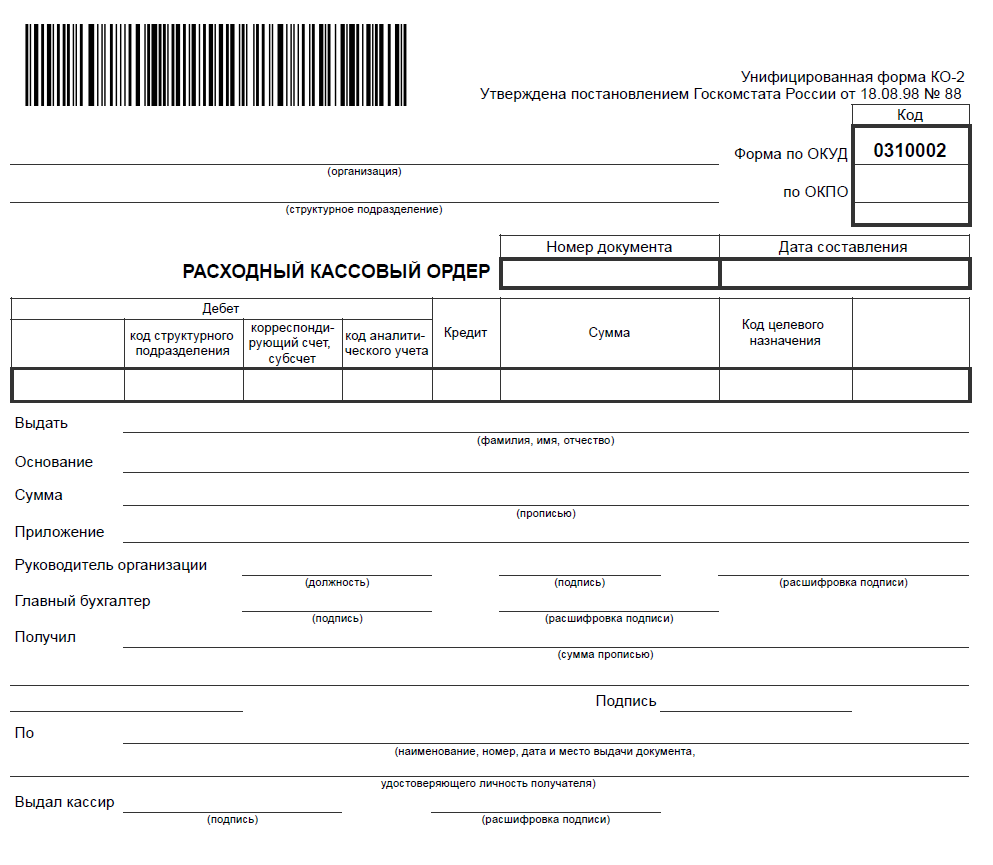 Унифицированная форма КО-2
Утверждена постановлением Госкомстата России от 18.08.98 № 88
Код
Форма по ОКУД 0310002
(организация)
по ОКПО
(структурное подразделение)
Номер документа Дата составления
РАСХОДНЫЙ КАССОВЫЙ ОРДЕР
Дебет
код структурного подразделения
корреспонди-
рующий счет,
субсчет
код аналити-
ческого учета
Кредит
Сумма
Код целевого
назначения
Выдать
(фамилия, имя, отчество)
Основание
Сумма
(прописью)
Приложение
Руководитель организации
(должность) (подпись) (расшифровка подписи)
Главный бухгалтер
(подпись) (расшифровка подписи)
Получил
(сумма прописью)
Подпись
По
(наименование, номер, дата и место выдачи документа,
удостоверяющего личность получателя)
Выдал кассир
(подпись) (расшифровка подписи)